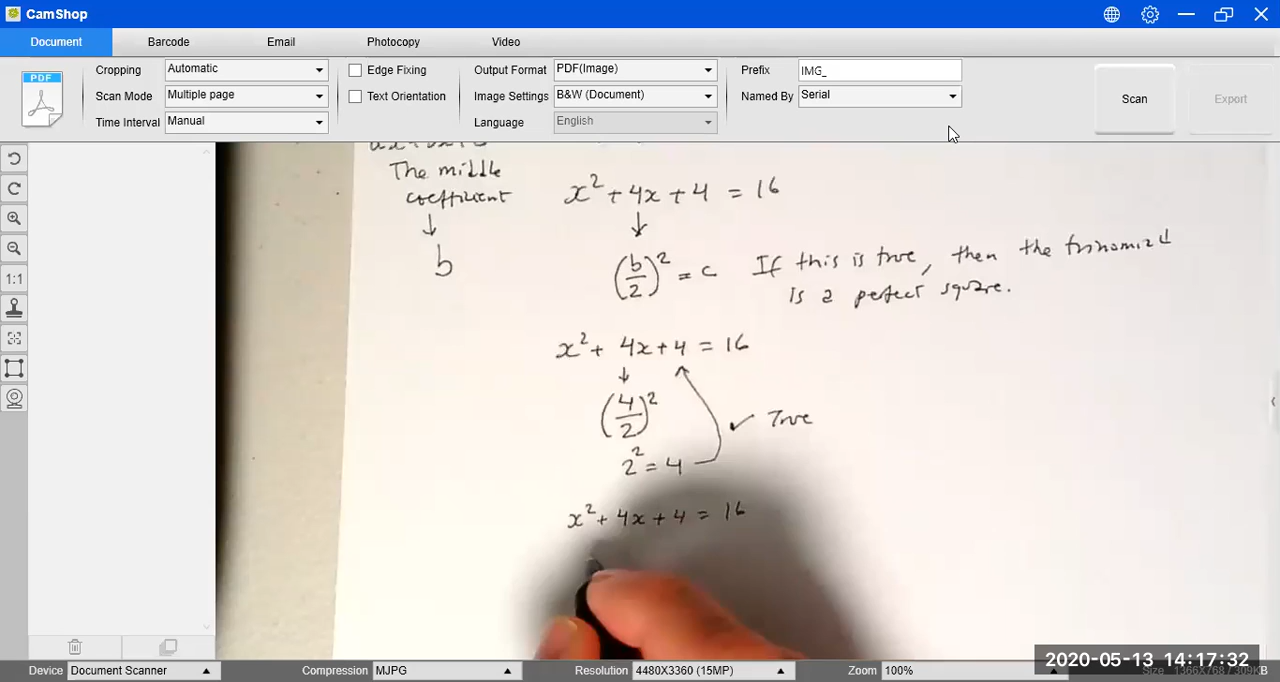 CamShop
Document Barcode Email Photocopy Video
PDF
Cropping Automatic Edge Fixing Output Format PDF(Image) Prefix IMG_
Scan Mode Multiple page Text Orientation Image Settings B&W (Document) Named By Serial
Time Interval Manual Language English
Scan Export
1:1
The middle
coefficient
↓
b
x² + 4x + 4 = 16
↓
(b/2)² = c If this is true, then the trinomial
is a perfect square.
x² + 4x + 4 = 16
↓
(4/2)² ✓ True
2² = 4
x² + 4x + 4 = 16
Device Document Scanner Compression MJPG Resolution 4480X3360 (15MP) Zoom 100%
2020-05-13 14:17:32